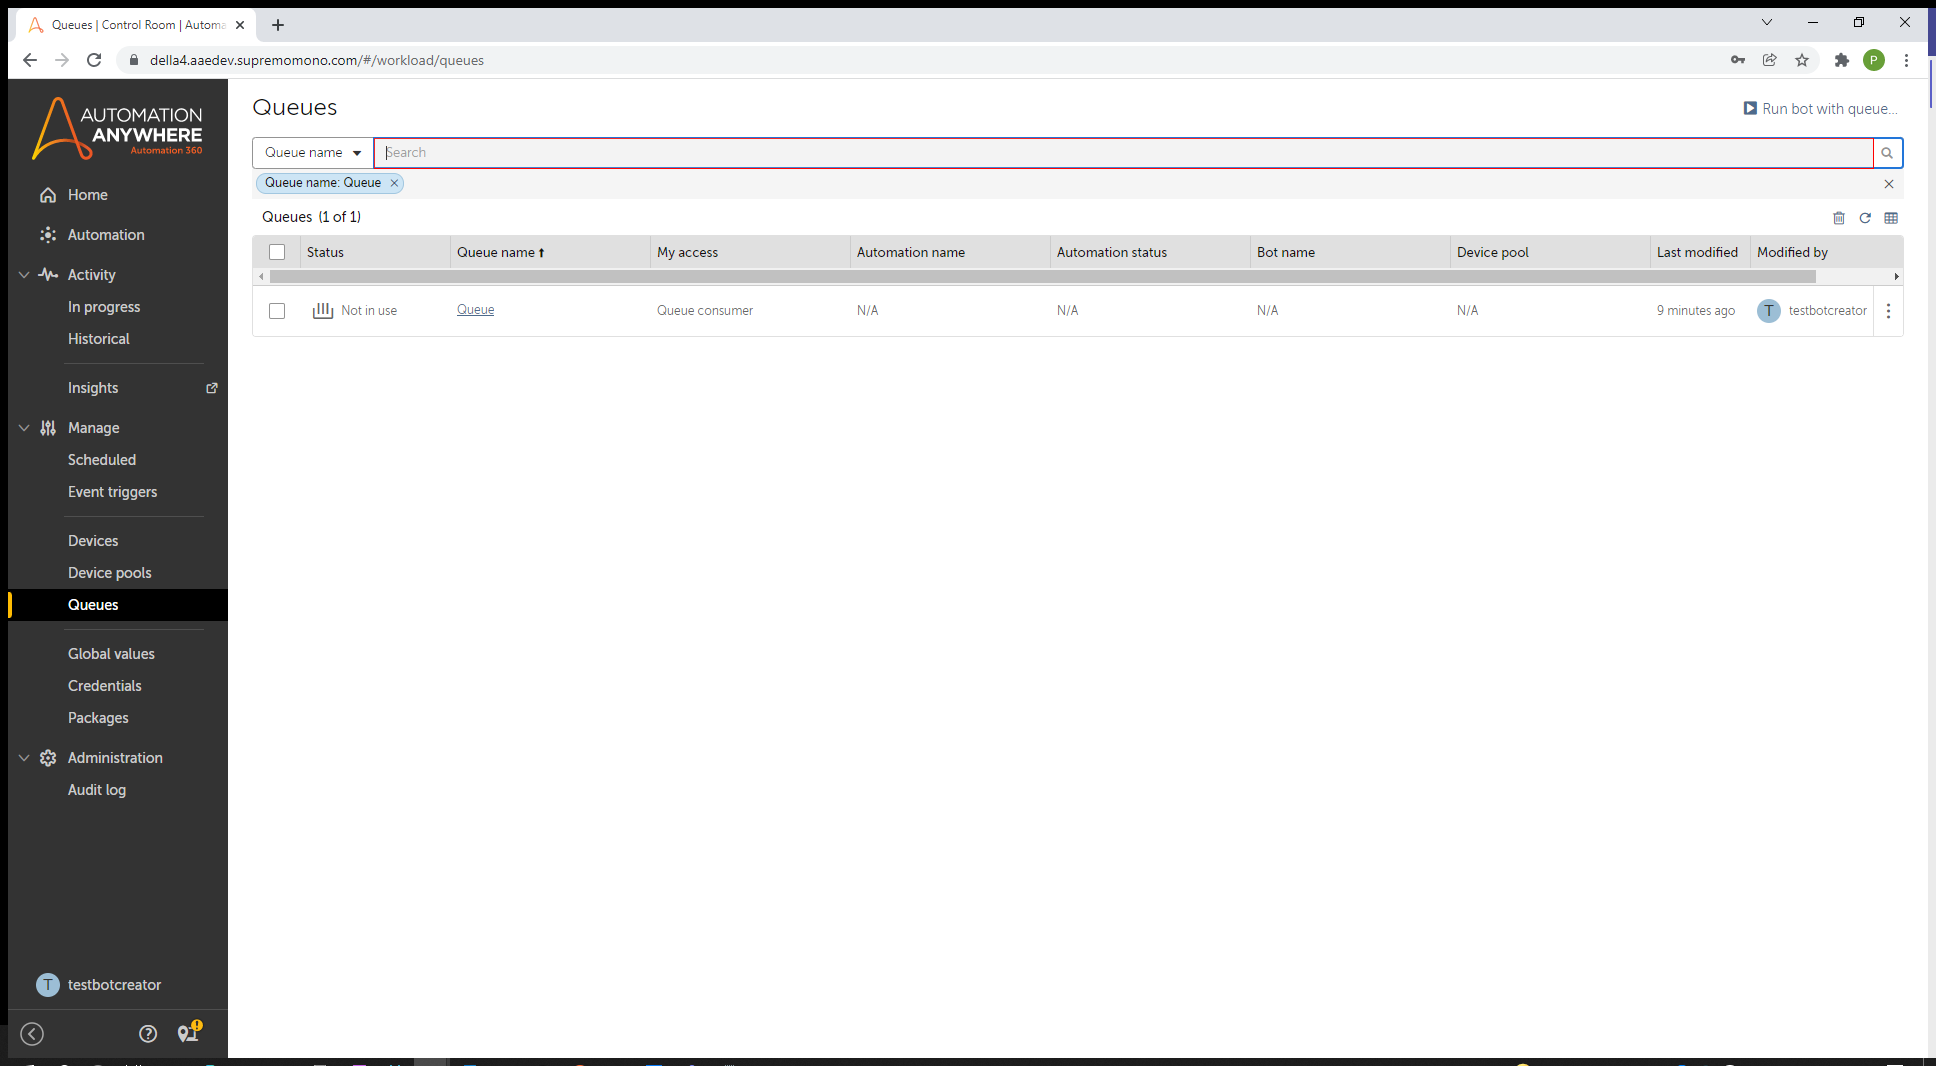 Queues | Control Room | Automa
della4.aaedev.supremomono.com/#/workload/queues
P
AUTOMATION
ANYWHERE
Automation 360
Home
Automation
Activity
In progress
Historical
Insights
Manage
Scheduled
Event triggers
Devices
Device pools
Queues
Global values
Credentials
Packages
Administration
Audit log
T testbotcreator
Queues
Run bot with queue...
Queue name
Search
Queue name: Queue
Queues (1 of 1)
Status Queue name My access Automation name Automation status Bot name Device pool Last modified Modified by
Not in use Queue Queue consumer N/A N/A N/A N/A 9 minutes ago T testbotcreator